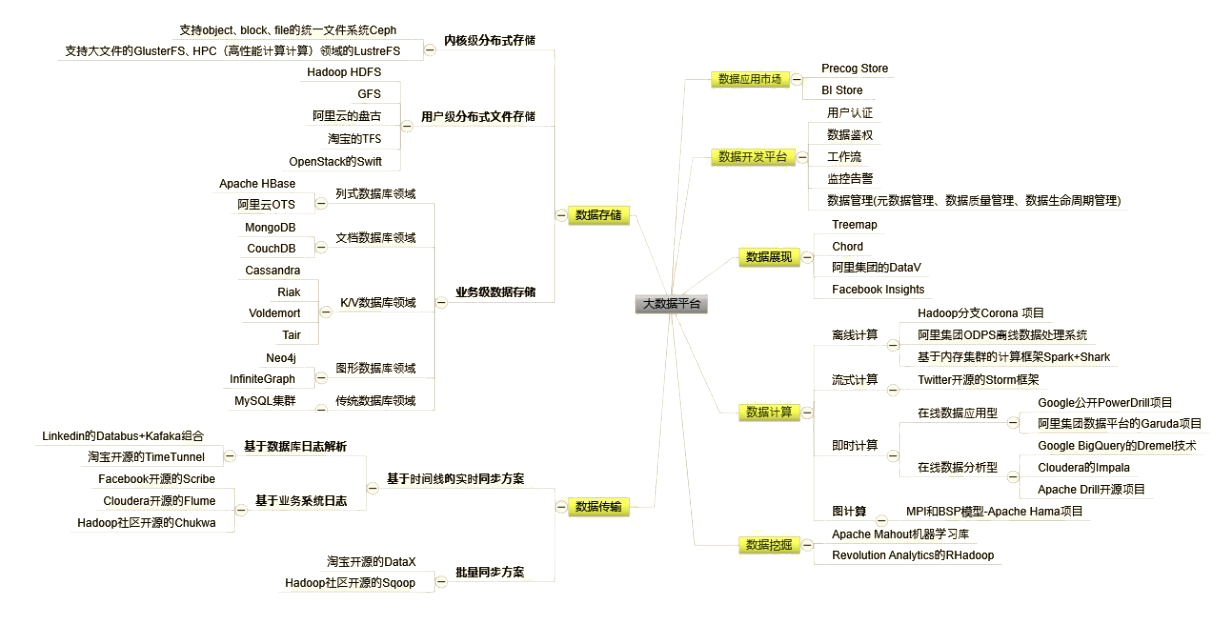 大数据平台
数据存储
内核级分布式存储
支持object、block、file的统一文件系统Ceph
支持大文件的GlusterFS、HPC（高性能计算计算）领域的LustreFS
用户级分布式文件存储
Hadoop HDFS
GFS
阿里云的盘古
淘宝的TFS
OpenStack的Swift
业务级数据存储
列式数据库领域
Apache HBase
阿里云OTS
文档数据库领域
MongoDB
CouchDB
K/V数据库领域
Cassandra
Riak
Voldemort
Tair
图形数据库领域
Neo4j
InfiniteGraph
传统数据库领域
MySQL集群
数据传输
基于时间线的实时同步方案
基于数据库日志解析
Linkedin的Databus+Kafaka组合
淘宝开源的TimeTunnel
基于业务系统日志
Facebook开源的Scribe
Cloudera开源的Flume
Hadoop社区开源的Chukwa
批量同步方案
淘宝开源的DataX
Hadoop社区开源的Sqoop
数据应用市场
Precog Store
BI Store
数据开发平台
用户认证
数据鉴权
工作流
监控告警
数据管理(元数据管理、数据质量管理、数据生命周期管理)
数据展现
Treemap
Chord
阿里集团的DataV
Facebook Insights
数据计算
离线计算
Hadoop分支Corona 项目
阿里集团ODPS离线数据处理系统
基于内存集群的计算框架Spark+Shark
流式计算
Twitter开源的Storm框架
即时计算
在线数据应用型
Google公开PowerDrill项目
阿里集团数据平台的Garuda项目
在线数据分析型
Google BigQuery的Dremel技术
Cloudera的Impala
Apache Drill开源项目
图计算
MPI和BSP模型-Apache Hama项目
数据挖掘
Apache Mahout机器学习库
Revolution Analytics的RHadoop